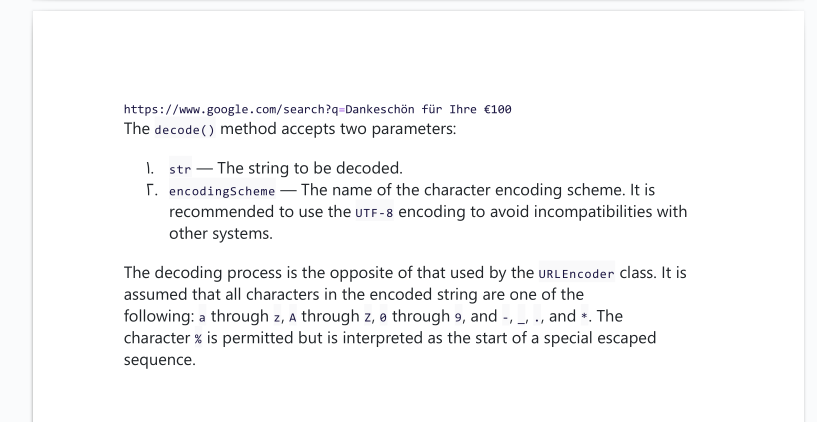 https://www.google.com/search?q=Dankeschön für Ihre €100
The decode() method accepts two parameters:
١. str — The string to be decoded.
٢. encodingScheme — The name of the character encoding scheme. It is
recommended to use the UTF-8 encoding to avoid incompatibilities with
other systems.
The decoding process is the opposite of that used by the URLEncoder class. It is
assumed that all characters in the encoded string are one of the
following: a through z, A through Z, 0 through 9, and -, _, ., and *. The
character % is permitted but is interpreted as the start of a special escaped
sequence.